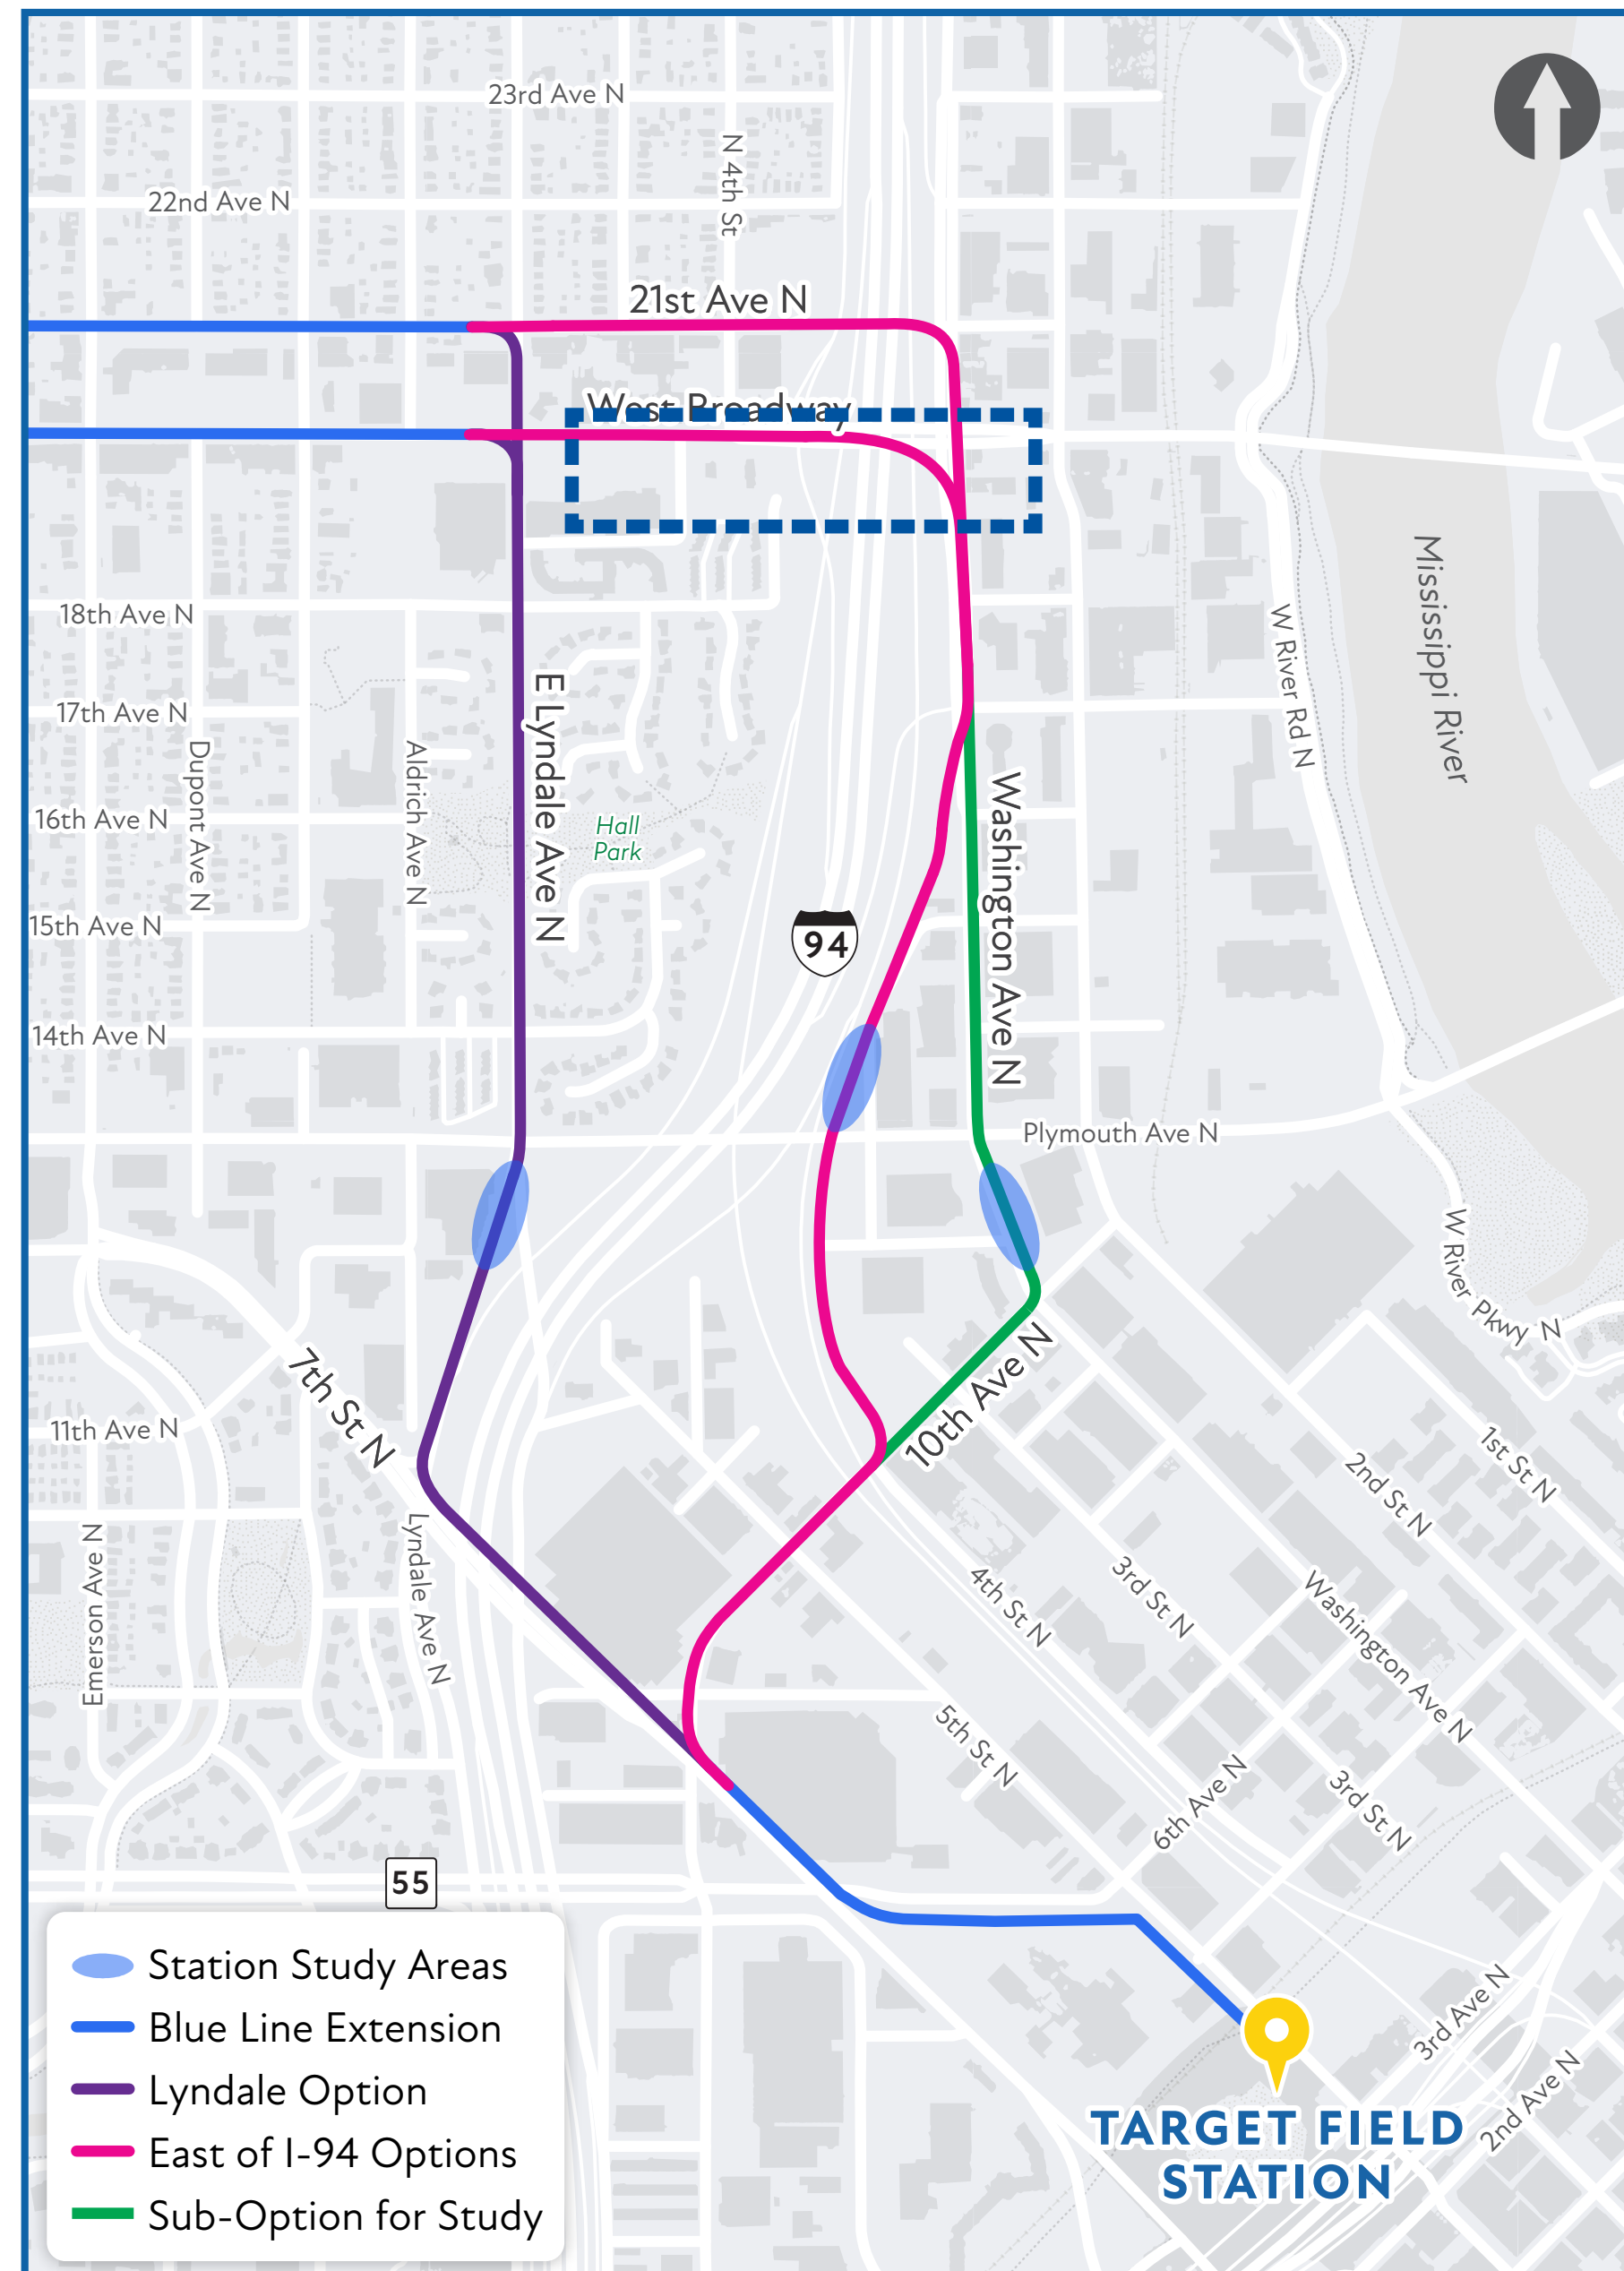 23rd Ave N
N 4th St
22nd Ave N
21st Ave N
West Broadway
Mississippi River
18th Ave N
W River Rd N
E Lyndale Ave N
17th Ave N
Dupont Ave N
Aldrich Ave N
Washington Ave N
16th Ave N
Hall
Park
15th Ave N
94
14th Ave N
Plymouth Ave N
W River Pkwy N
7th St N
10th Ave N
11th Ave N
1st St N
2nd St N
Emerson Ave N
Lyndale Ave N
4th St N
3rd St N
Washington Ave N
5th St N
6th Ave N
3rd St N
55
Station Study Areas
Blue Line Extension
Lyndale Option
East of I-94 Options
Sub-Option for Study
3rd Ave N
2nd Ave N
TARGET FIELD
STATION